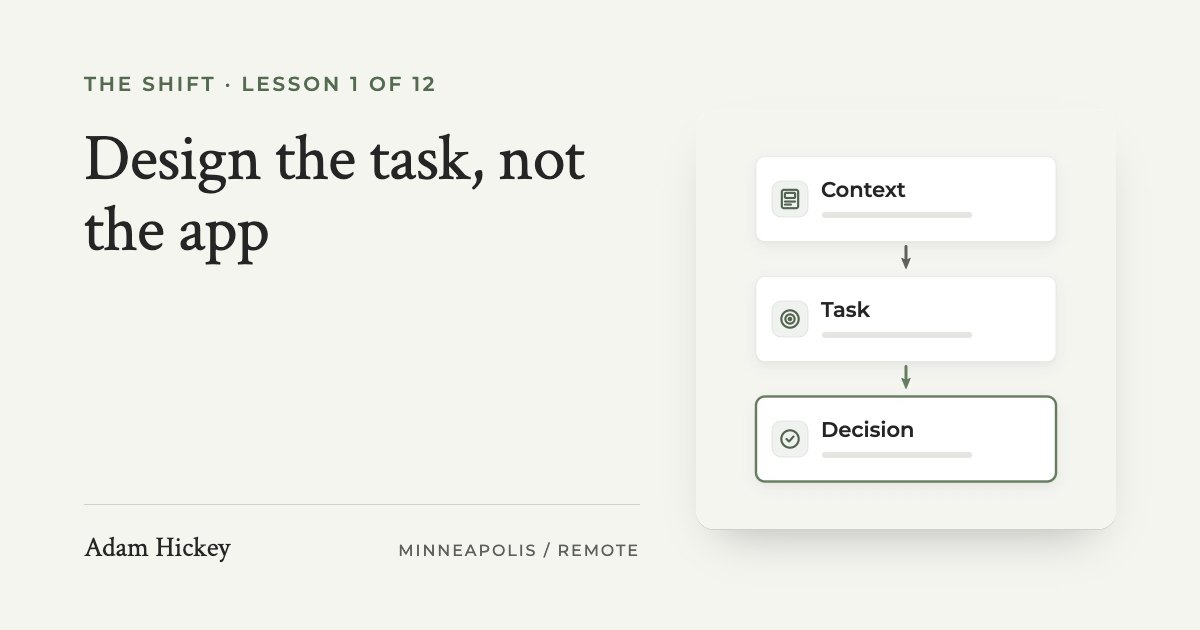 THE SHIFT · LESSON 1 OF 12
Design the task, not
the app
Adam Hickey
MINNEAPOLIS / REMOTE
Context
Task
Decision